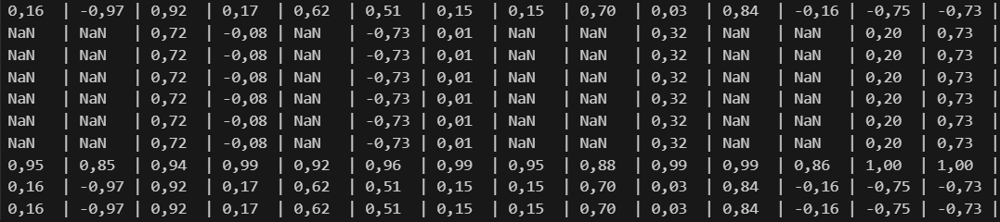 0,16 | -0,97 | 0,92 | 0,17 | 0,62 | 0,51 | 0,15 | 0,15 | 0,70 | 0,03 | 0,84 | -0,16 | -0,75 | -0,73 |
NaN | NaN | 0,72 | -0,08 | NaN | -0,73 | 0,01 | NaN | NaN | 0,32 | NaN | NaN | 0,20 | 0,73 |
NaN | NaN | 0,72 | -0,08 | NaN | -0,73 | 0,01 | NaN | NaN | 0,32 | NaN | NaN | 0,20 | 0,73 |
NaN | NaN | 0,72 | -0,08 | NaN | -0,73 | 0,01 | NaN | NaN | 0,32 | NaN | NaN | 0,20 | 0,73 |
NaN | NaN | 0,72 | -0,08 | NaN | -0,73 | 0,01 | NaN | NaN | 0,32 | NaN | NaN | 0,20 | 0,73 |
NaN | NaN | 0,72 | -0,08 | NaN | -0,73 | 0,01 | NaN | NaN | 0,32 | NaN | NaN | 0,20 | 0,73 |
NaN | NaN | 0,72 | -0,08 | NaN | -0,73 | 0,01 | NaN | NaN | 0,32 | NaN | NaN | 0,20 | 0,73 |
0,95 | 0,85 | 0,94 | 0,99 | 0,92 | 0,96 | 0,99 | 0,95 | 0,88 | 0,99 | 0,99 | 0,86 | 1,00 | 1,00 |
0,16 | -0,97 | 0,92 | 0,17 | 0,62 | 0,51 | 0,15 | 0,15 | 0,70 | 0,03 | 0,84 | -0,16 | -0,75 | -0,73 |
0,16 | -0,97 | 0,92 | 0,17 | 0,62 | 0,51 | 0,15 | 0,15 | 0,70 | 0,03 | 0,84 | -0,16 | -0,75 | -0,73 |